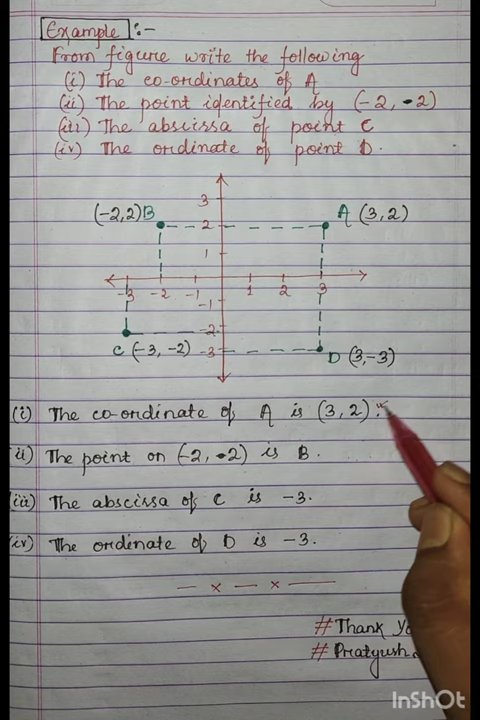 Example :-
From figure write the following
(i) The co-ordinates of A
(ii) The point identified by (-2, -2)
(iii) The abscissa of point C
(iv) The ordinate of point D.
3
(-2,2) B
2
A (3,2)
1
-3 -2 -1 1 2 3
-1
-2
C (-3, -2)
-3
D (3,-3)
(i) The co-ordinate of A is (3, 2).
(ii) The point on (-2, -2) is B.
(iii) The abscissa of C is -3.
(iv) The ordinate of D is -3.
— x — x —
# Thank
# Pratyush
InShOt